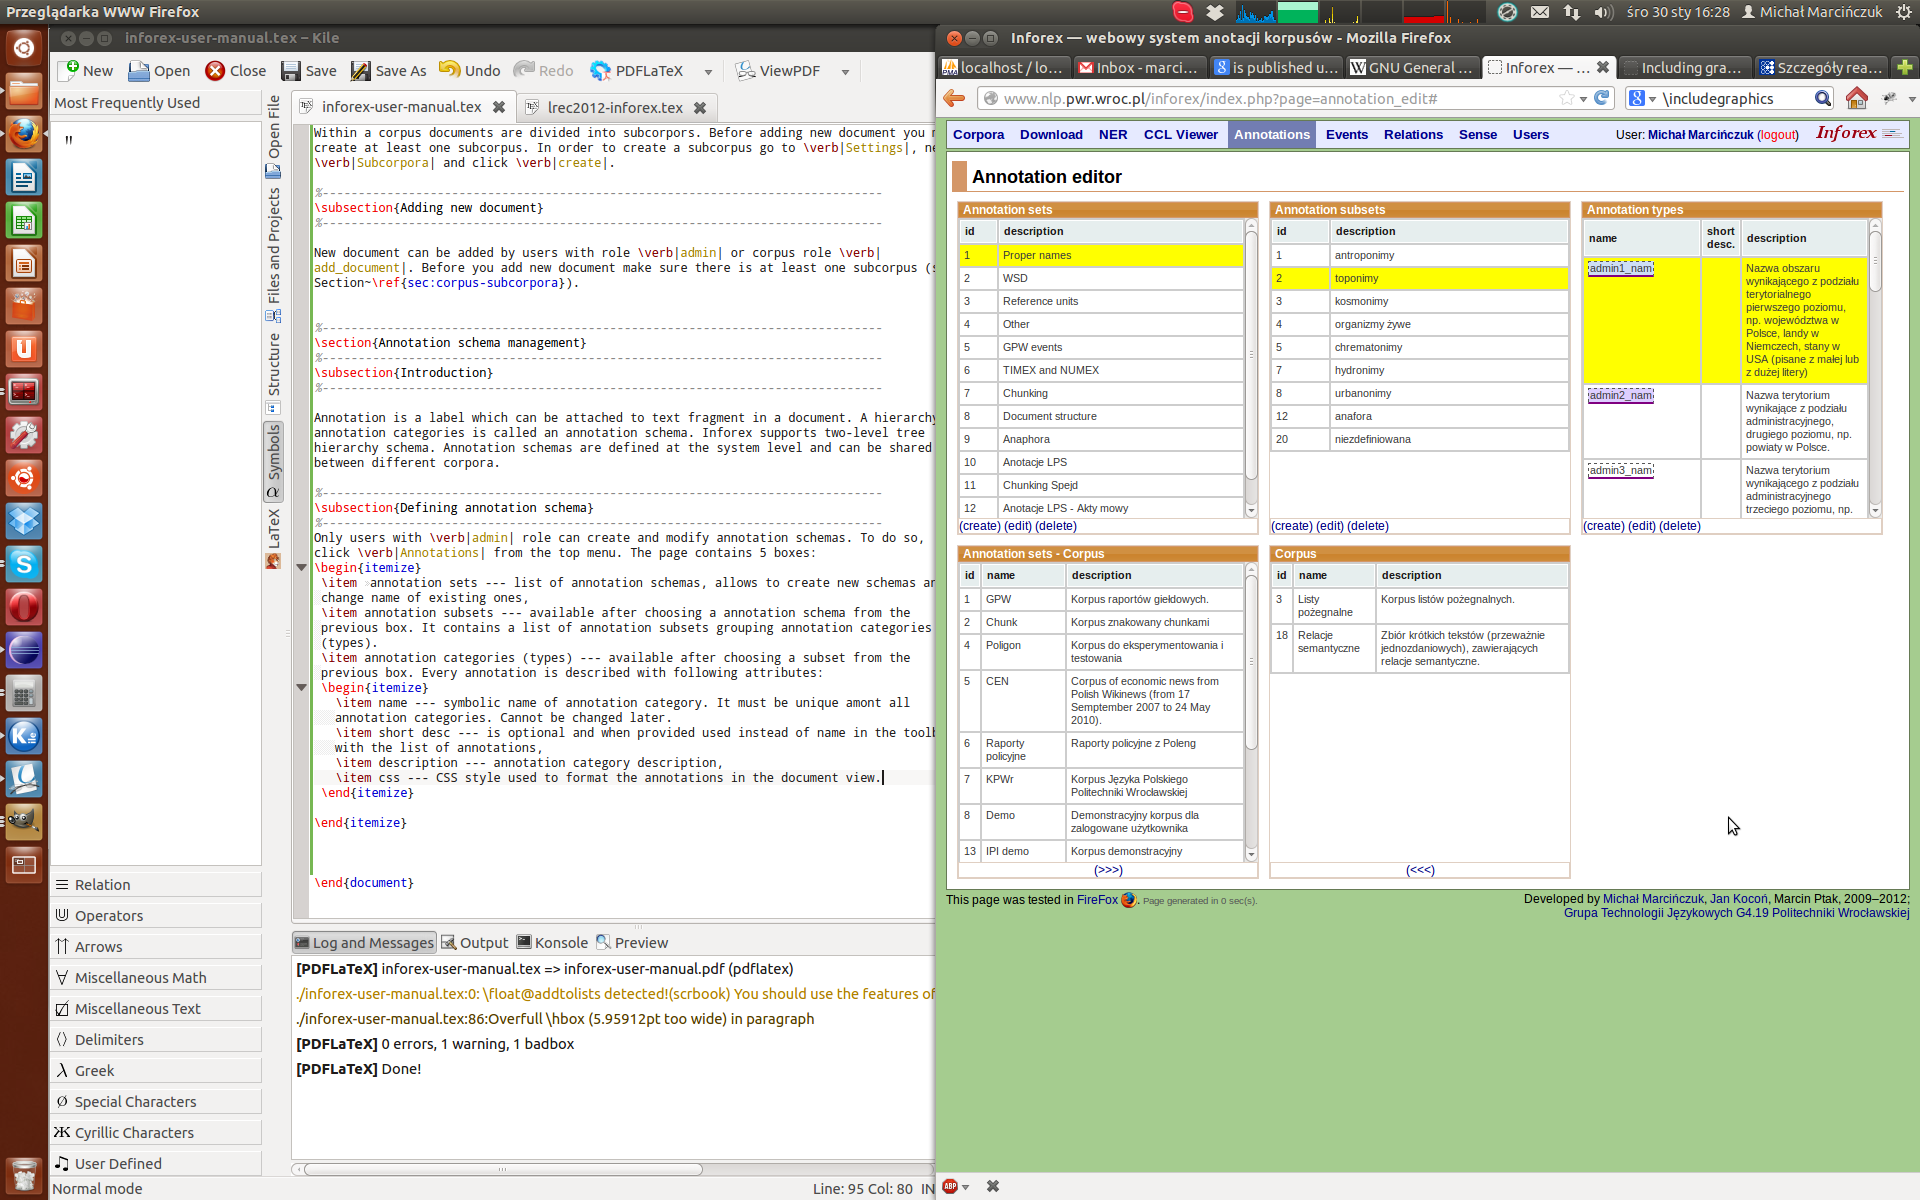 Przeglądarka WWW Firefox
śro 30 sty 16:28 Michał Marcińczuk
inforex-user-manual.tex – Kile
New Open Close Save Save As Undo Redo PDFLaTeX ViewPDF
Most Frequently Used
"
Relation
Operators
Arrows
Miscellaneous Math
Miscellaneous Text
Delimiters
Greek
Special Characters
Cyrillic Characters
User Defined
Normal mode
Open File
Files and Projects
Structure
Symbols
LaTeX
inforex-user-manual.tex lrec2012-inforex.tex
Within a corpus documents are divided into subcorpors. Before adding new document you
create at least one subcorpus. In order to create a subcorpus go to \verb|Settings|,
\verb|Subcorpora| and click \verb|create|.
%------------------------------------------------------------------------------
\subsection{Adding new document}
%------------------------------------------------------------------------------
New document can be added by users with role \verb|admin| or corpus role \verb|
add_document|. Before you add new document make sure there is at least one subcorpus (
Section~\ref{sec:corpus-subcorpora}).
%------------------------------------------------------------------------------
\section{Annotation schema management}
%------------------------------------------------------------------------------
\subsection{Introduction}
%------------------------------------------------------------------------------
Annotation is a label which can be attached to text fragment in a document. A hierarchy
annotation categories is called an annotation schema. Inforex supports two-level tree
hierarchy schema. Annotation schemas are defined at the system level and can be shared
between different corpora.
%------------------------------------------------------------------------------
\subsection{Defining annotation schema}
%------------------------------------------------------------------------------
Only users with \verb|admin| role can create and modify annotation schemas. To do so,
click \verb|Annotations| from the top menu. The page contains 5 boxes:
\begin{itemize}
\item annotation sets --- list of annotation schemas, allows to create new schemas
change name of existing ones,
\item annotation subsets --- available after choosing a annotation schema from the
previous box. It contains a list of annotation subsets grouping annotation categories
(types).
\item annotation categories (types) --- available after choosing a subset from the
previous box. Every annotation is described with following attributes:
\begin{itemize}
\item name --- symbolic name of annotation category. It must be unique amont all
annotation categories. Cannot be changed later.
\item short desc --- is optional and when provided used instead of name in the
with the list of annotations,
\item description --- annotation category description,
\item css --- CSS style used to format the annotations in the document view.
\end{itemize}
\end{itemize}
\end{document}
Log and Messages Output Konsole Preview
[PDFLaTeX] inforex-user-manual.tex => inforex-user-manual.pdf (pdflatex)
./inforex-user-manual.tex:0: \float@addtolists detected!(scrbook) You should use the features of
./inforex-user-manual.tex:86:Overfull \hbox (5.95912pt too wide) in paragraph
[PDFLaTeX] 0 errors, 1 warning, 1 badbox
[PDFLaTeX] Done!
Line: 95 Col: 80 IN
Inforex — webowy system anotacji korpusów - Mozilla Firefox
localhost / lo... Inbox - marci... is published u... GNU General ... Inforex — ... Including gra... Szczegóły rea...
www.nlp.pwr.wroc.pl/inforex/index.php?page=annotation_edit# \includegraphics
Corpora Download NER CCL Viewer Annotations Events Relations Sense Users User: Michał Marcińczuk (logout) Inforex
Annotation editor
Annotation sets
id description
1 Proper names
2 WSD
3 Reference units
4 Other
5 GPW events
6 TIMEX and NUMEX
7 Chunking
8 Document structure
9 Anaphora
10 Anotacje LPS
11 Chunking Spejd
12 Anotacje LPS - Akty mowy
(create) (edit) (delete)
Annotation subsets
id description
1 antroponimy
2 toponimy
3 kosmonimy
4 organizmy żywe
5 chrematonimy
7 hydronimy
8 urbanonimy
12 anafora
20 niezdefiniowana
(create) (edit) (delete)
Annotation types
name short desc. description
admin1_nam
Nazwa obszaru
wynikającego z podziału
terytorialnego
pierwszego poziomu,
np. województwa w
Polsce, landy w
Niemczech, stany w
USA (pisane z małej lub
z dużej litery)
admin2_nam
Nazwa terytorium
wynikające z podziału
administracyjnego,
drugiego poziomu, np.
powiaty w Polsce.
admin3_nam
Nazwa terytorium
wynikającego z podziału
administracyjnego
trzeciego poziomu, np.
(create) (edit) (delete)
Annotation sets - Corpus
id name description
1 GPW Korpus raportów giełdowych.
2 Chunk Korpus znakowany chunkami
4 Poligon Korpus do eksperymentowania i
testowania
5 CEN Corpus of economic news from
Polish Wikinews (from 17
Semptember 2007 to 24 May
2010).
6 Raporty policyjne Raporty policyjne z Poleng
7 KPWr Korpus Języka Polskiego
Politechniki Wrocławskiej
8 Demo Demonstracyjny korpus dla
zalogowane użytkownika
13 IPI demo Korpus demonstracyjny
(>>>)
Corpus
id name description
3 Listy pożegnalne Korpus listów pożegnalnych.
18 Relacje semantyczne Zbiór krótkich tekstów (przeważnie
jednozdaniowych), zawierających
relacje semantyczne.
(<<<)
This page was tested in FireFox . Page generated in 0 sec(s).
Developed by Michał Marcińczuk, Jan Kocoń, Marcin Ptak, 2009–2012;
Grupa Technologii Językowych G4.19 Politechniki Wrocławskiej
ABP